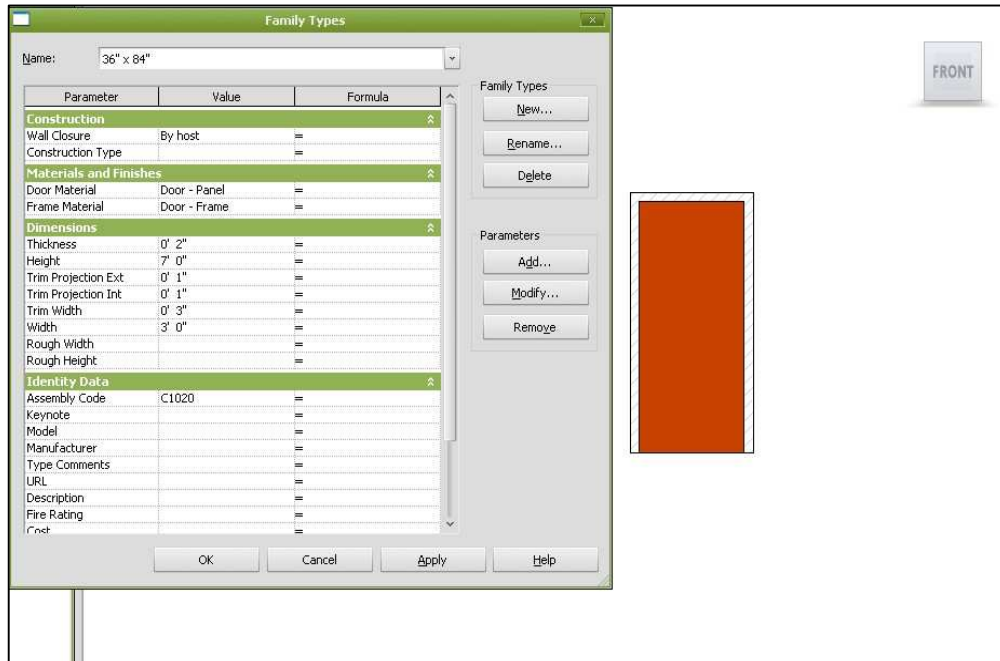 Family Types
Name: 36" x 84"
Parameter Value Formula
Construction
Wall Closure By host =
Construction Type =
Materials and Finishes
Door Material Door - Panel =
Frame Material Door - Frame =
Dimensions
Thickness 0' 2" =
Height 7' 0" =
Trim Projection Ext 0' 1" =
Trim Projection Int 0' 1" =
Trim Width 0' 3" =
Width 3' 0" =
Rough Width =
Rough Height =
Identity Data
Assembly Code C1020 =
Keynote =
Model =
Manufacturer =
Type Comments =
URL =
Description =
Fire Rating =
Cost =
Family Types
New...
Rename...
Delete
Parameters
Add...
Modify...
Remove
OK Cancel Apply Help
FRONT